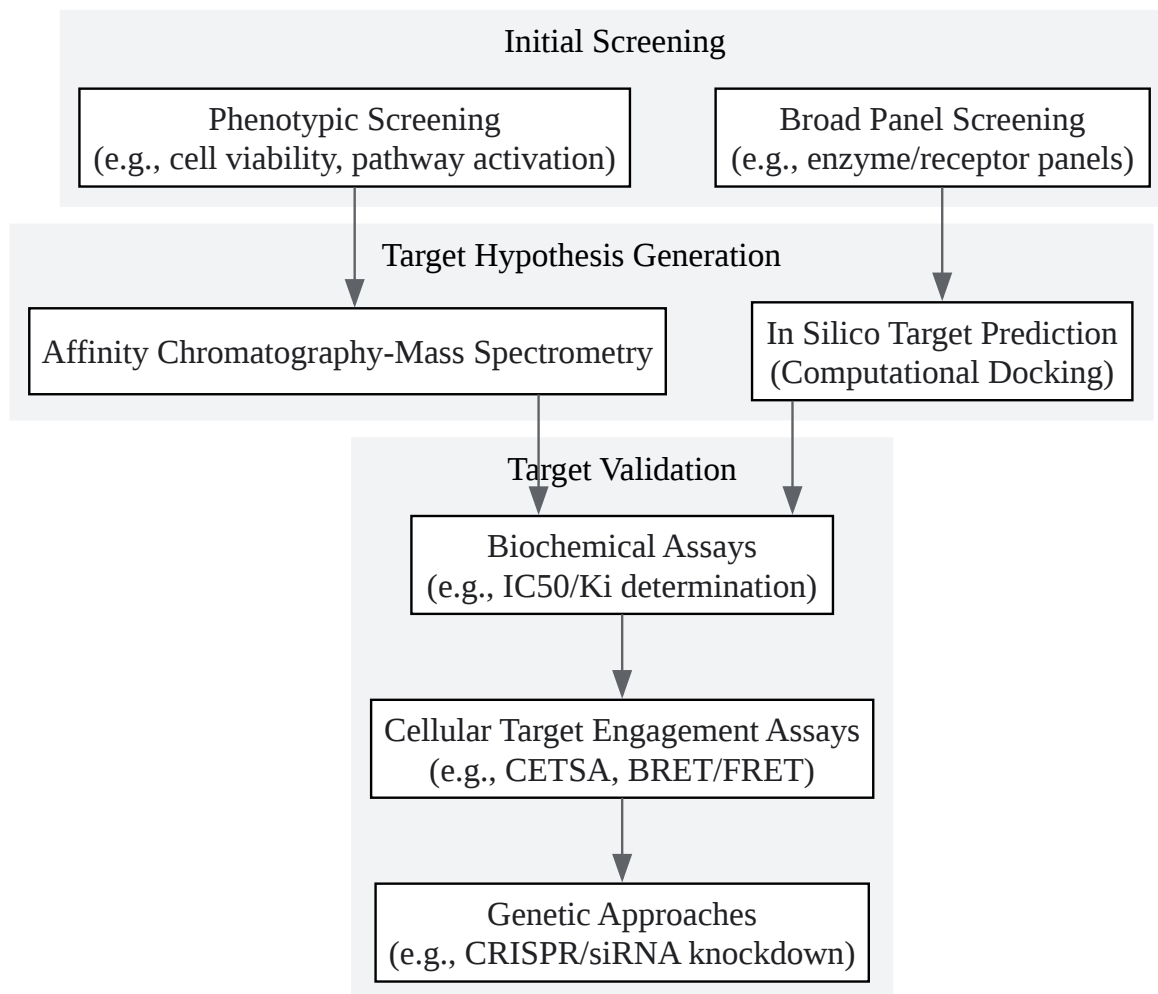 Initial Screening
Phenotypic Screening
(e.g., cell viability, pathway activation)
Broad Panel Screening
(e.g., enzyme/receptor panels)
Target Hypothesis Generation
Affinity Chromatography-Mass Spectrometry
In Silico Target Prediction
(Computational Docking)
Target Validation
Biochemical Assays
(e.g., IC50/Ki determination)
Cellular Target Engagement Assays
(e.g., CETSA, BRET/FRET)
Genetic Approaches
(e.g., CRISPR/siRNA knockdown)